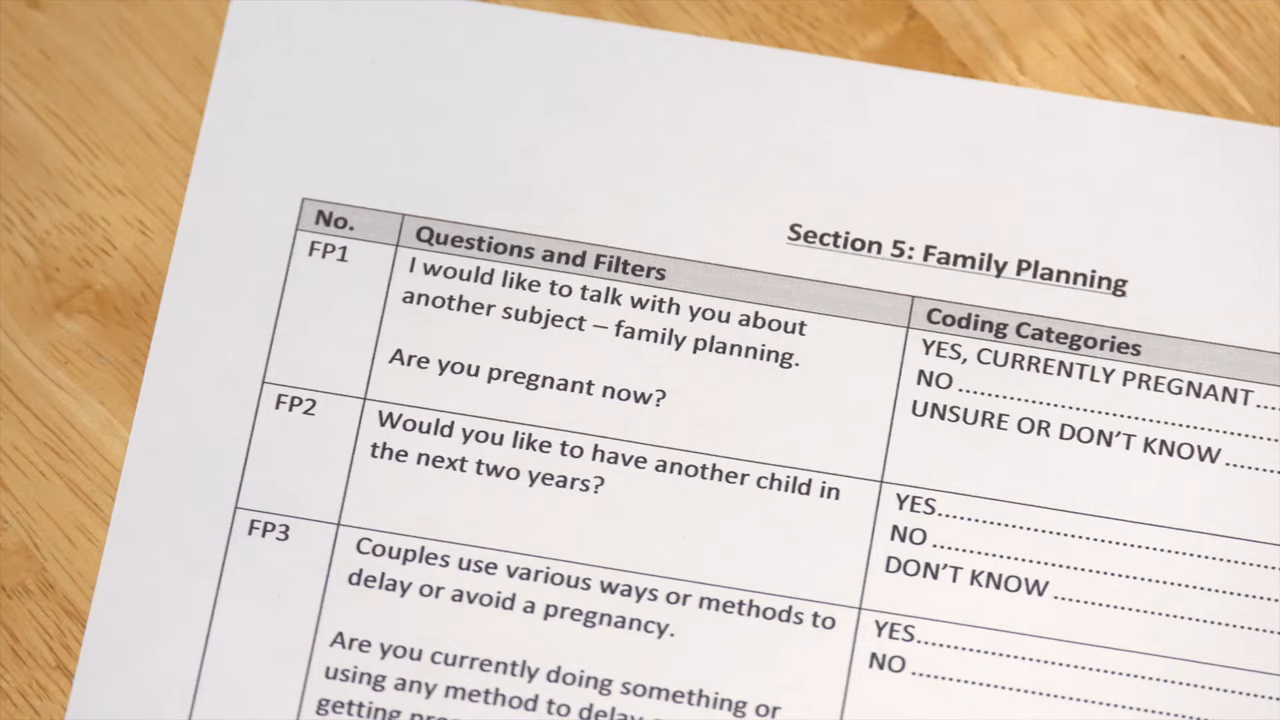 Section 5: Family Planning
No. Questions and Filters Coding Categories
FP1 I would like to talk with you about
another subject – family planning.
Are you pregnant now?
YES, CURRENTLY PREGNANT....
NO ................................
UNSURE OR DON'T KNOW ........
FP2 Would you like to have another child in
the next two years?
YES................................
NO ................................
DON'T KNOW ........................
FP3 Couples use various ways or methods to
delay or avoid a pregnancy.
Are you currently doing something or
using any method to delay
getting
YES................................
NO ................................